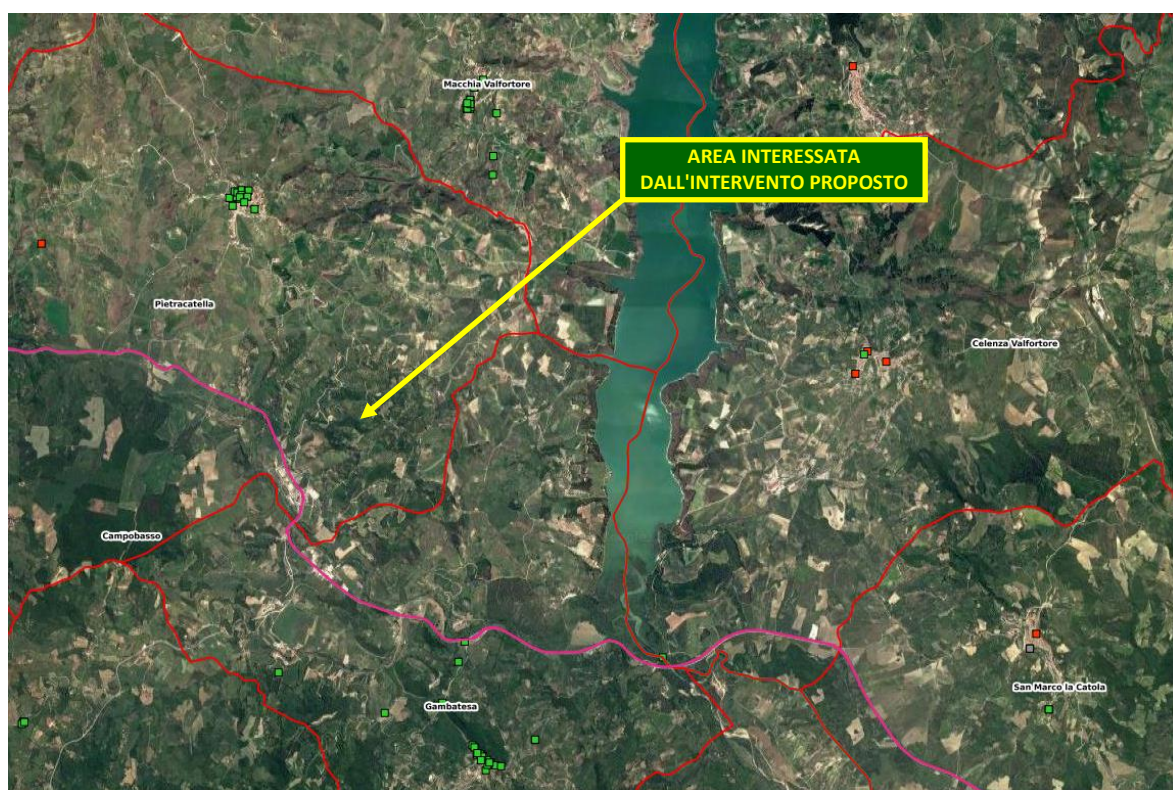 Macchia Valfortore
AREA INTERESSATA
DALL'INTERVENTO PROPOSTO
Pietracatella
Celenza Valfortore
Campobasso
San Marco la Catola
Gambatesa